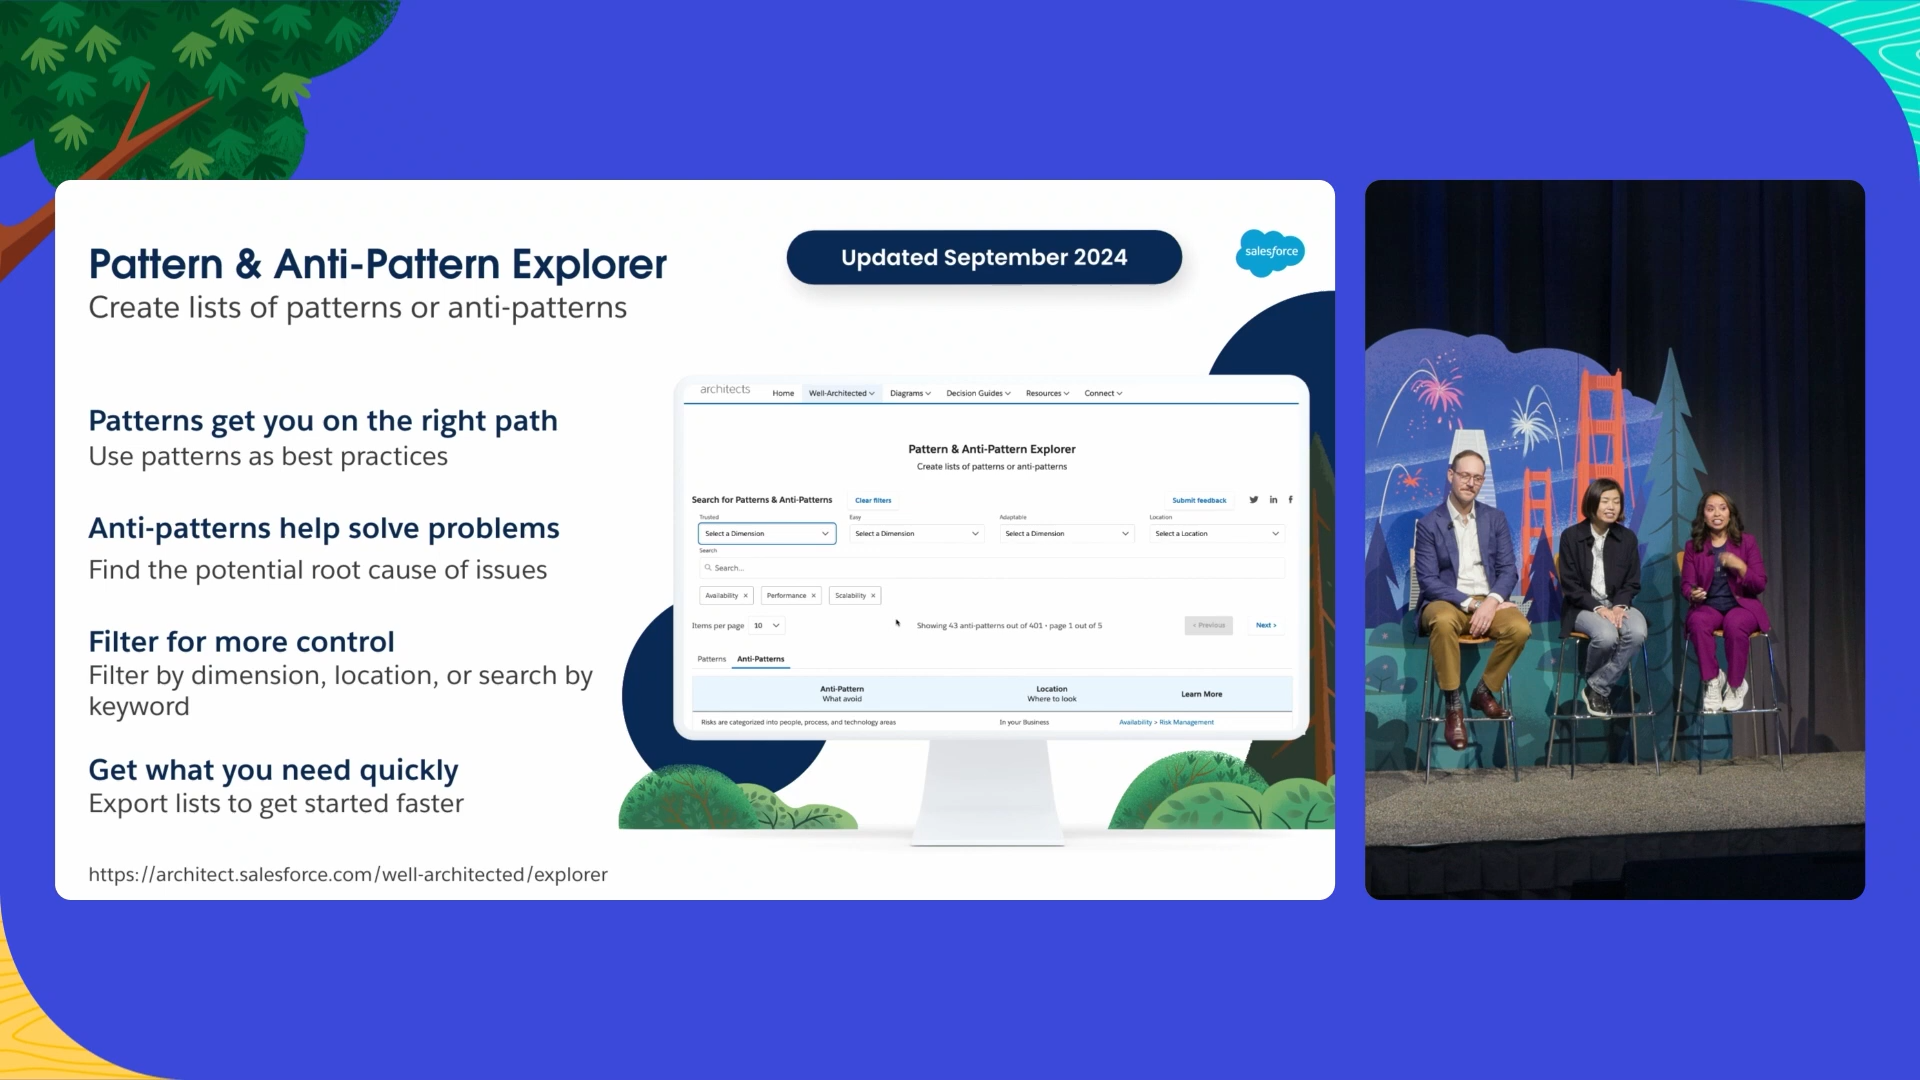 Pattern & Anti-Pattern Explorer
Create lists of patterns or anti-patterns
Updated September 2024
salesforce
Patterns get you on the right path
Use patterns as best practices
Anti-patterns help solve problems
Find the potential root cause of issues
Filter for more control
Filter by dimension, location, or search by
keyword
Get what you need quickly
Export lists to get started faster
https://architect.salesforce.com/well-architected/explorer
architects
Home Well-Architected Diagrams Decision Guides Resources Connect
Pattern & Anti-Pattern Explorer
Create lists of patterns or anti-patterns
Search for Patterns & Anti-Patterns Clear filters Submit feedback
Trusted Easy Adaptable Location
Select a Dimension Select a Dimension Select a Dimension Select a Location
Search
Search...
Availability × Performance × Scalability ×
Items per page 10 Showing 43 anti-patterns out of 401 • page 1 out of 5 < Previous Next >
Patterns Anti-Patterns
Anti-Pattern Location Learn More
What avoid Where to look
Risks are categorized into people, process, and technology areas In your Business Availability > Risk Management